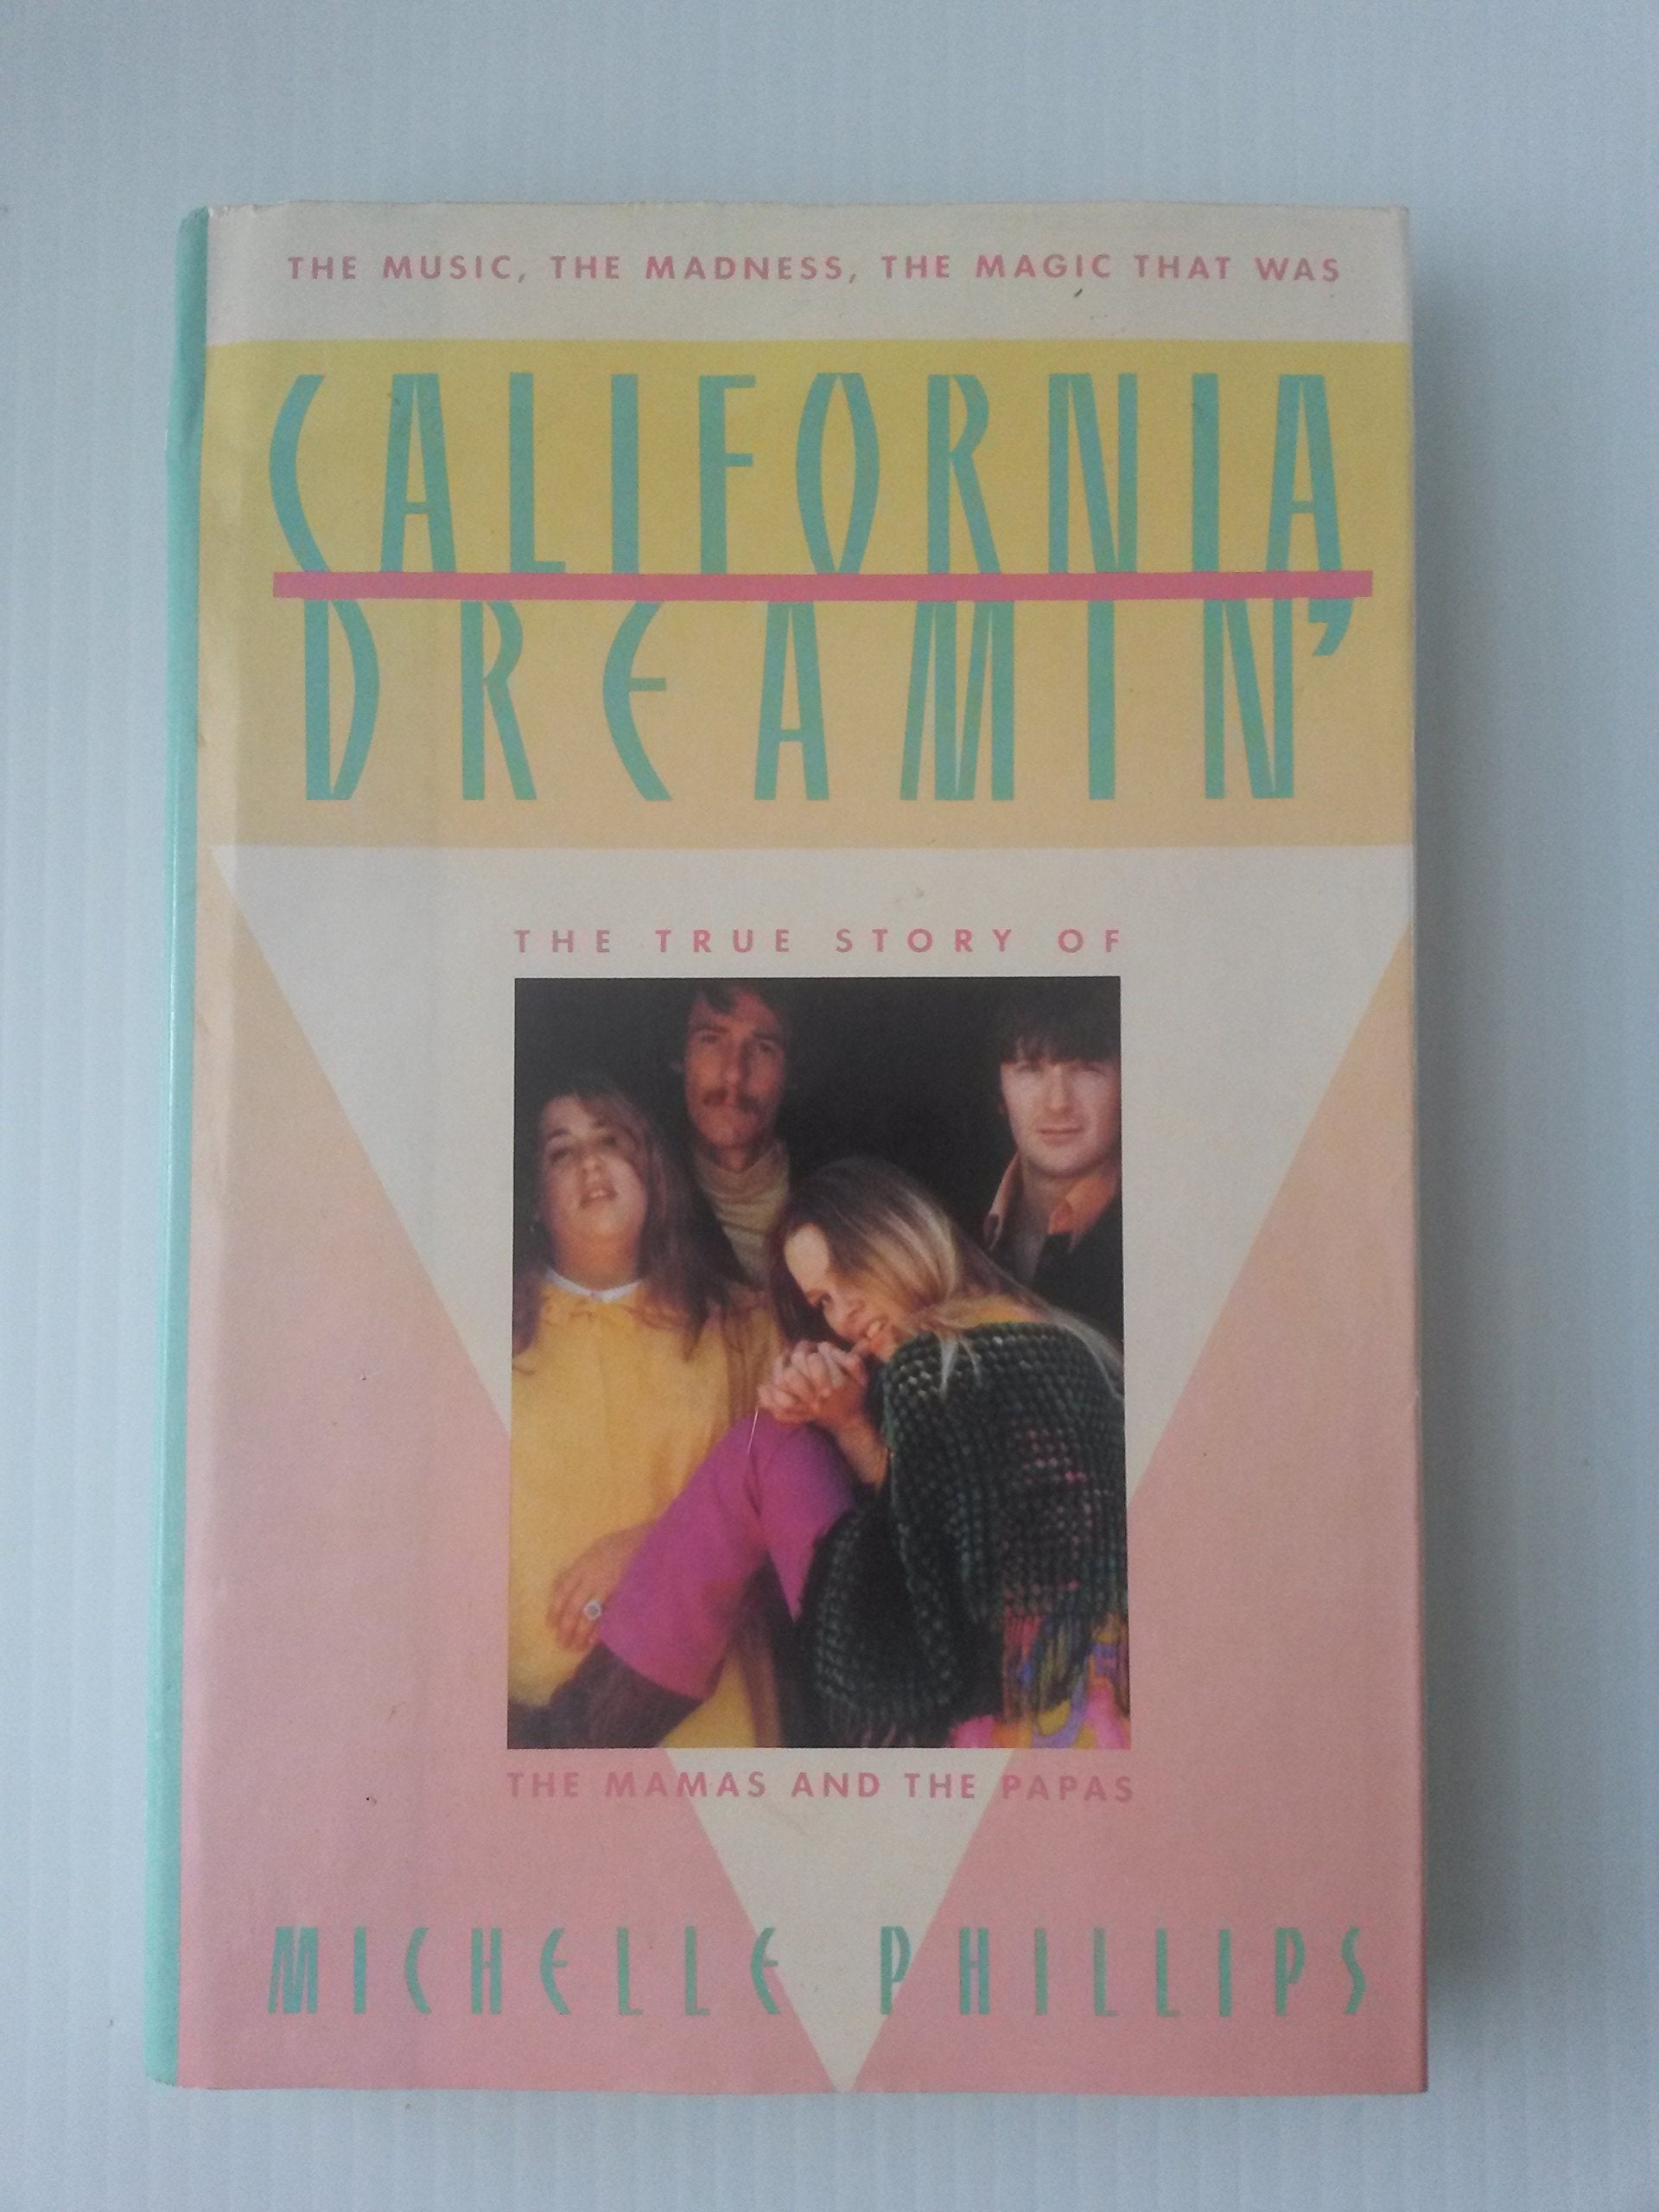 THE MUSIC, THE MADNESS, THE MAGIC THAT WAS
CALIFORNIA
DREAMIN'
THE TRUE STORY OF
THE MAMAS AND THE PAPAS
MICHELLE PHILLIPS